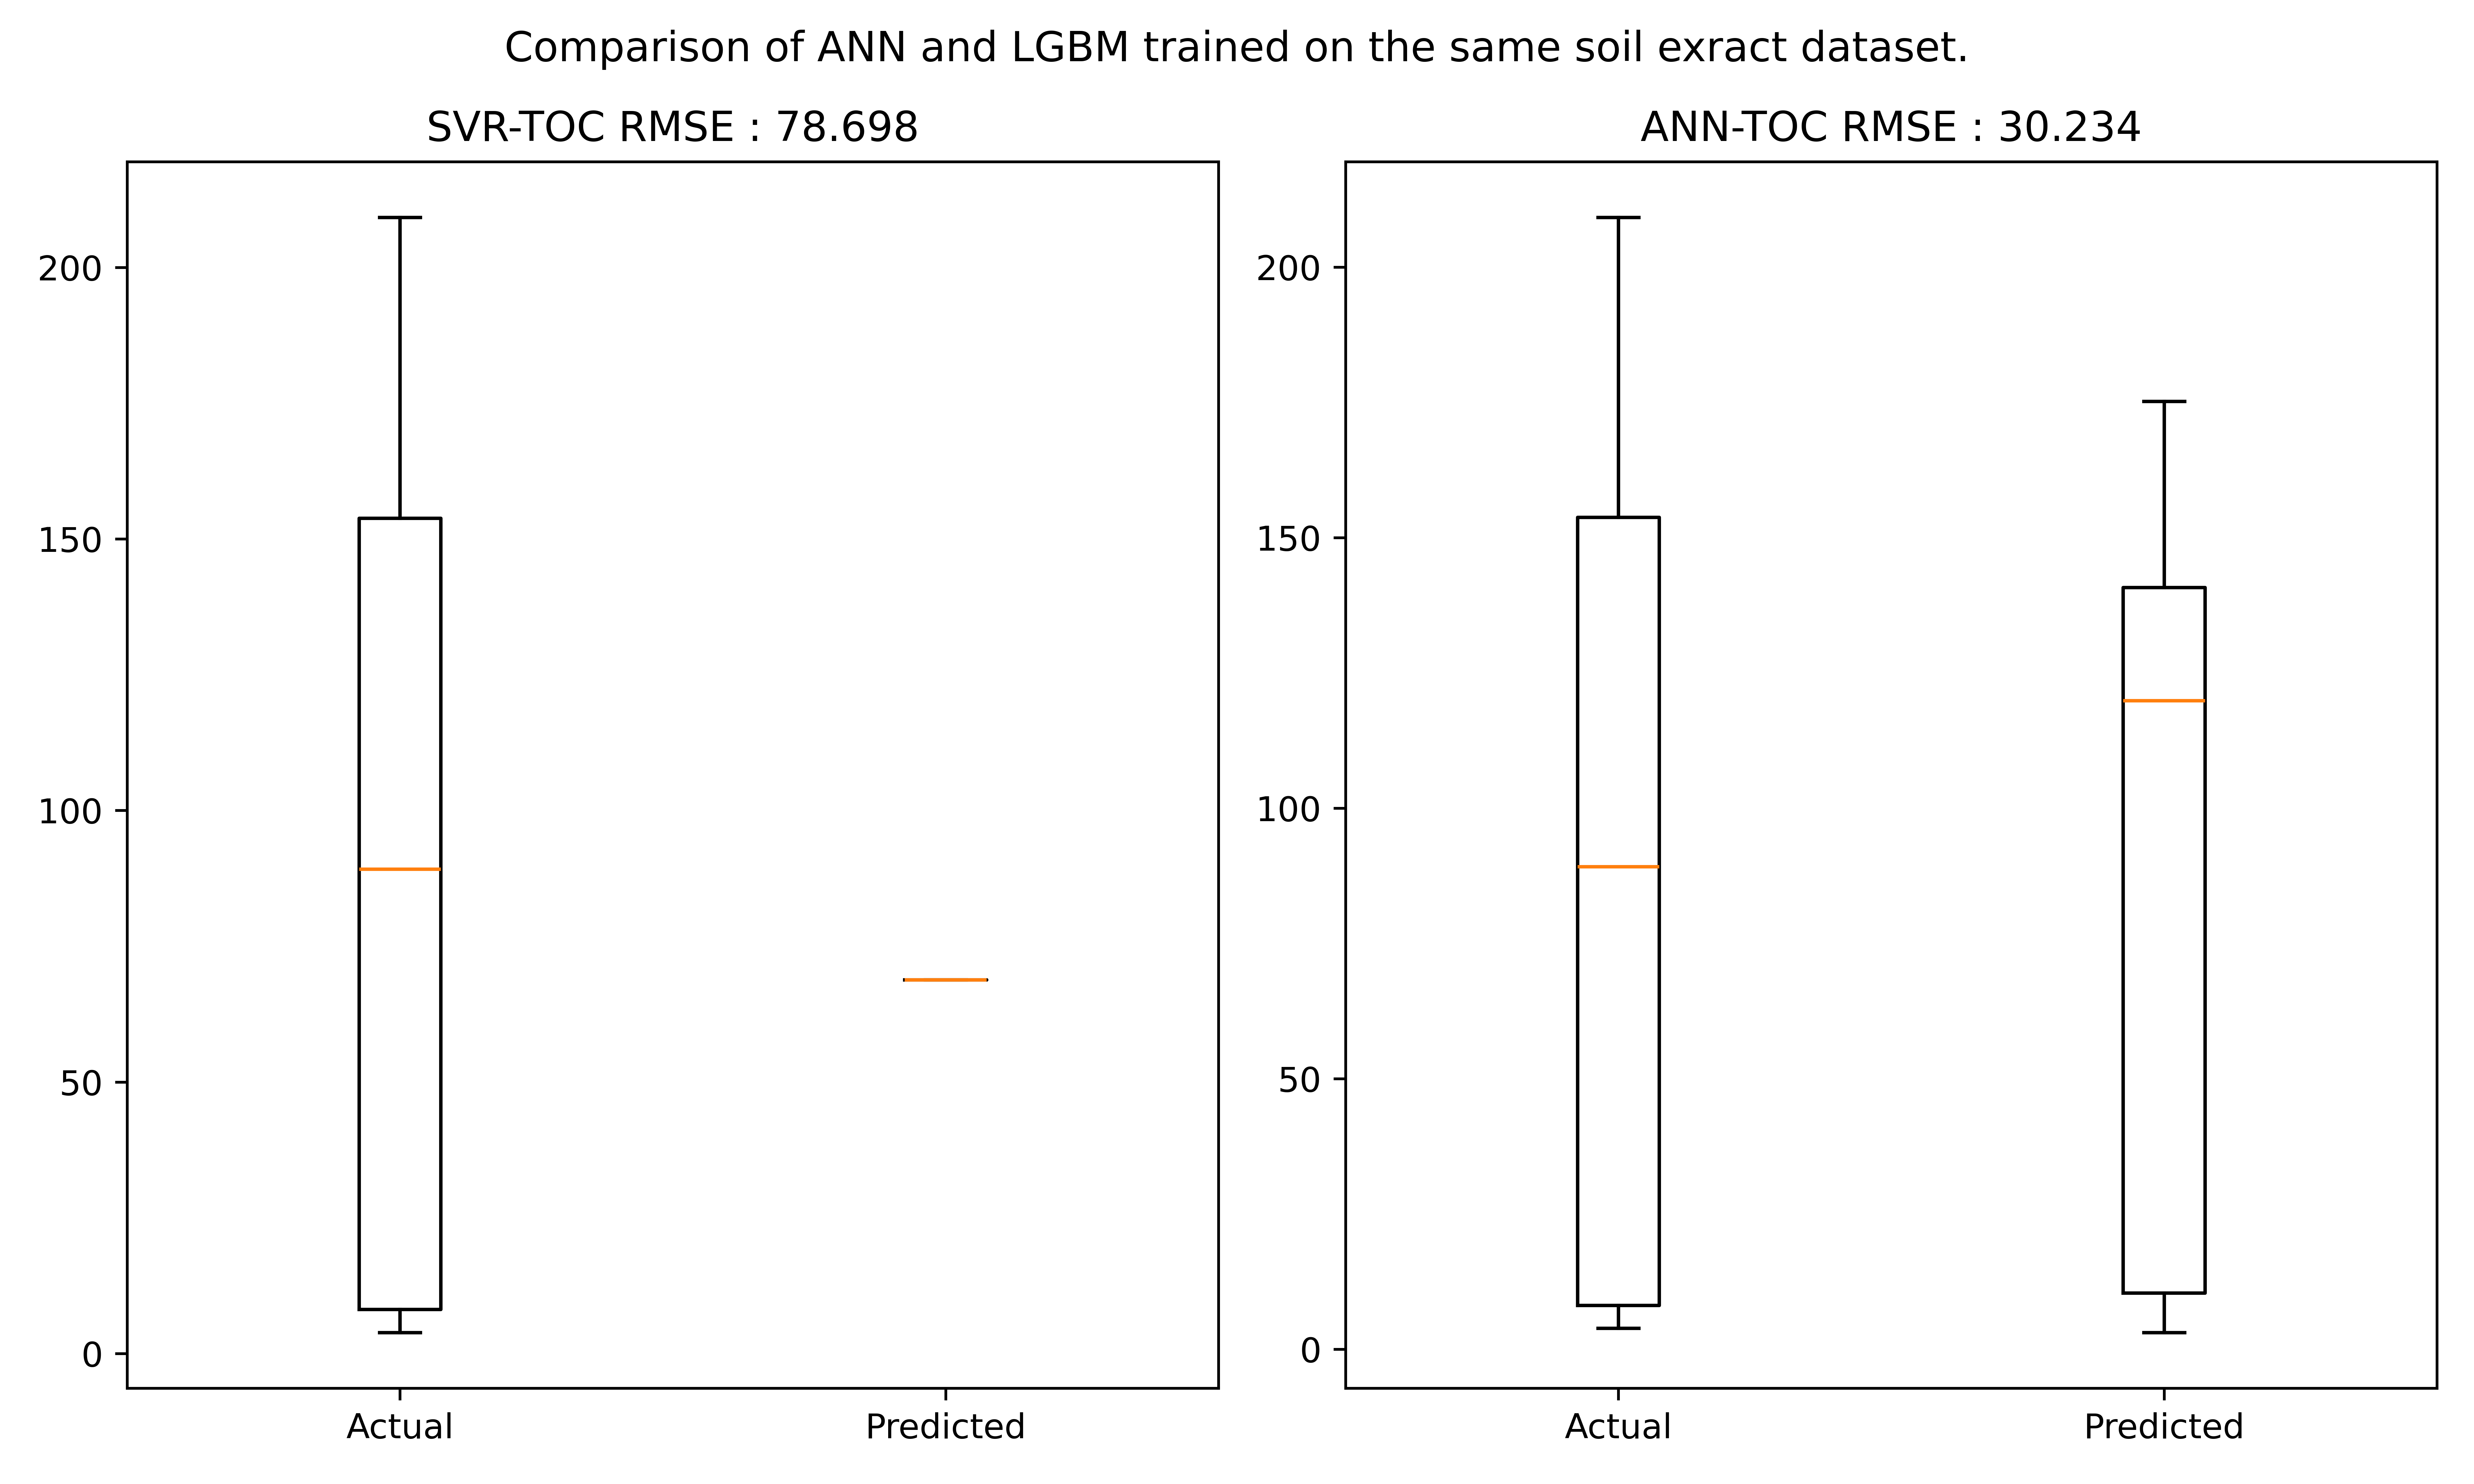 Comparison of ANN and LGBM trained on the same soil exract dataset.
SVR-TOC RMSE : 78.698
200
150
100
50
0
Actual Predicted
ANN-TOC RMSE : 30.234
200
150
100
50
0
Actual Predicted